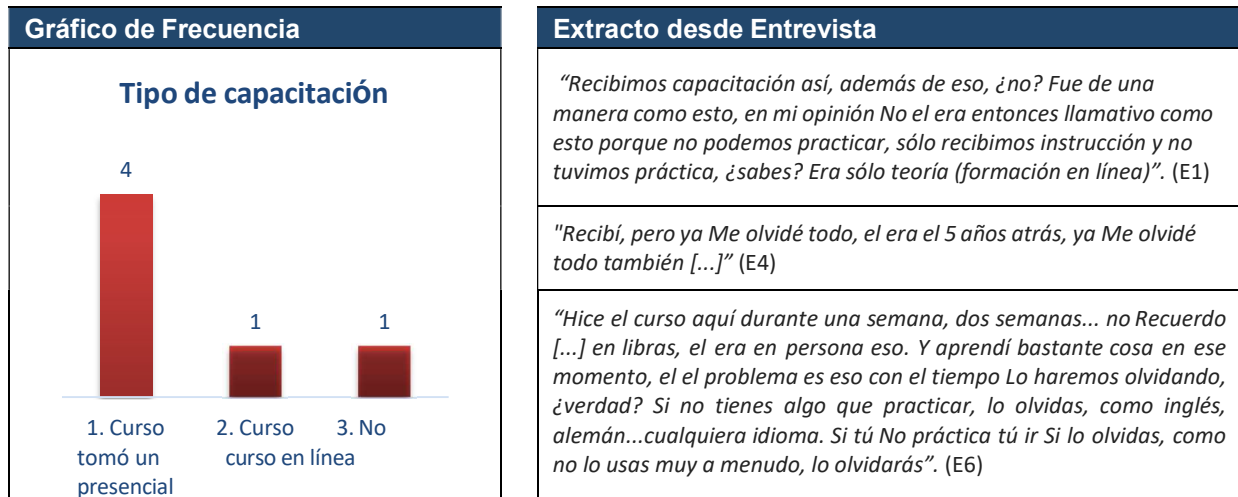 Gráfico de Frecuencia
Tipo de capacitación
4
1
1
1. Curso
tomó un
presencial
2. Curso
3. No
curso en línea
Extracto desde Entrevista
“Recibimos capacitación así, además de eso, ¿no? Fue de una
manera como esto, en mi opinión No el era entonces llamativo como
esto porque no podemos practicar, sólo recibimos instrucción y no
tuvimos práctica, ¿sabes? Era sólo teoría (formación en línea)”. (E1)
"Recibí, pero ya Me olvidé todo, el era el 5 años atrás, ya Me olvidé
todo también [...]” (E4)
“Hice el curso aquí durante una semana, dos semanas... no Recuerdo
[...] en libras, el era en persona eso. Y aprendí bastante cosa en ese
momento, el el problema es eso con el tiempo Lo haremos olvidando,
¿verdad? Si no tienes algo que practicar, lo olvidas, como inglés,
alemán...cualquiera idioma. Si tú No práctica tú ir Si lo olvidas, como
no lo usas muy a menudo, lo olvidarás”. (E6)